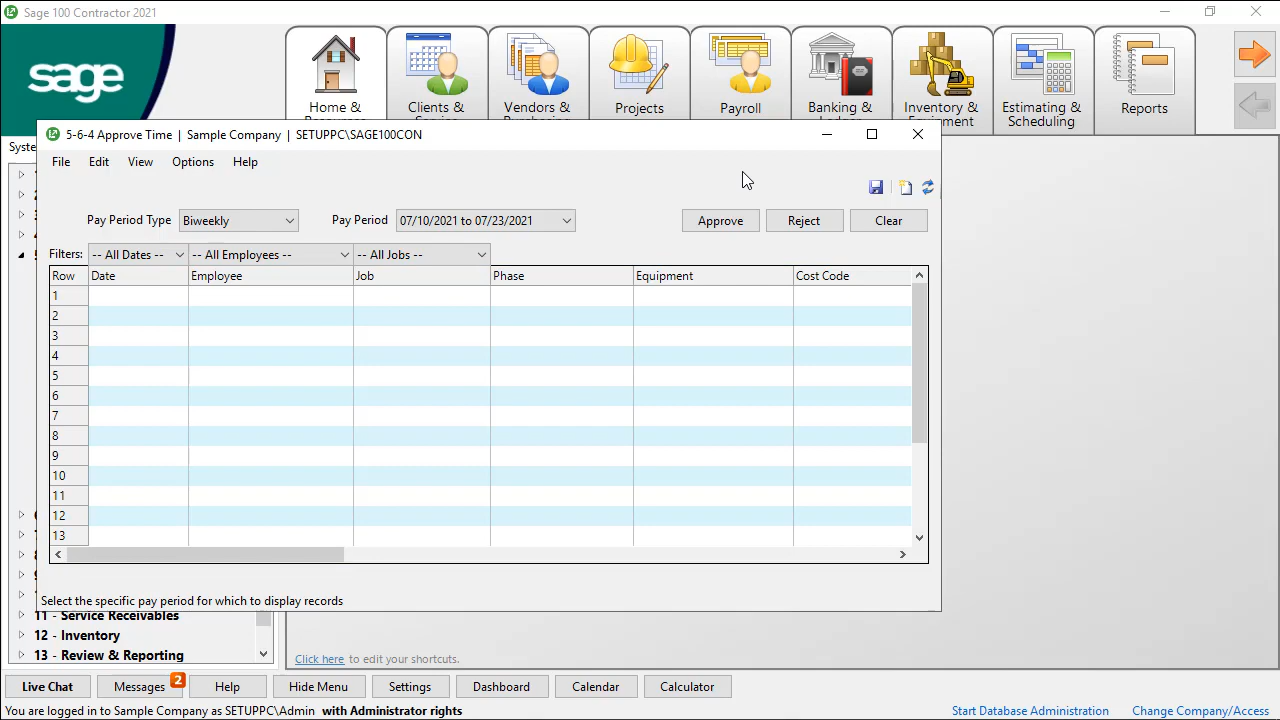 Sage 100 Contractor 2021
sage
Home &
Clients &
Vendors &
Projects
Payroll
Banking &
Inventory &
Equipment
Estimating &
Scheduling
Reports
5-6-4 Approve Time | Sample Company | SETUPPC\SAGE100CON
File Edit View Options Help
Pay Period Type Biweekly Pay Period 07/10/2021 to 07/23/2021 Approve Reject Clear
Filters: -- All Dates -- -- All Employees -- -- All Jobs --
Row Date Employee Job Phase Equipment Cost Code
1
2
3
4
5
6
7
8
9
10
11
12
13
Select the specific pay period for which to display records
11 - Service Receivables
12 - Inventory
13 - Review & Reporting
Click here to edit your shortcuts.
Live Chat Messages 2 Help Hide Menu Settings Dashboard Calendar Calculator
You are logged in to Sample Company as SETUPPC\Admin with Administrator rights Start Database Administration Change Company/Access